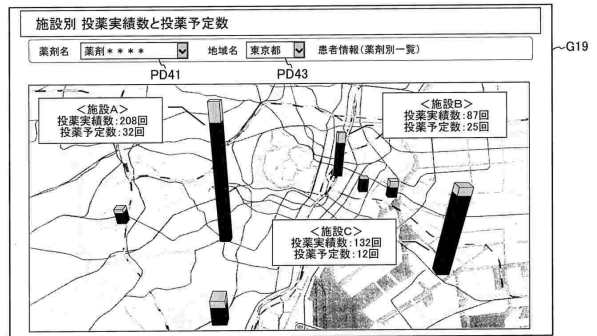 施設別 投薬実績数と投薬予定数
薬剤名 薬剤＊＊＊＊ 地域名 東京都 患者情報(薬剤別一覧)
G19
PD41 PD43
<施設A>
投薬実績数:208回
投薬予定数:32回
<施設B>
投薬実績数:87回
投薬予定数:25回
<施設C>
投薬実績数:132回
投薬予定数:12回